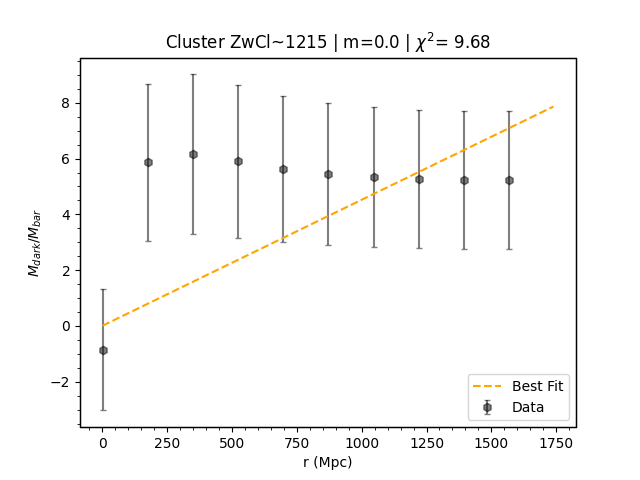 Cluster ZwCl~1215 | m=0.0 | χ²= 9.68
M_dark/M_bar
8
6
4
2
0
−2
0 250 500 750 1000 1250 1500 1750
r (Mpc)
Best Fit
Data